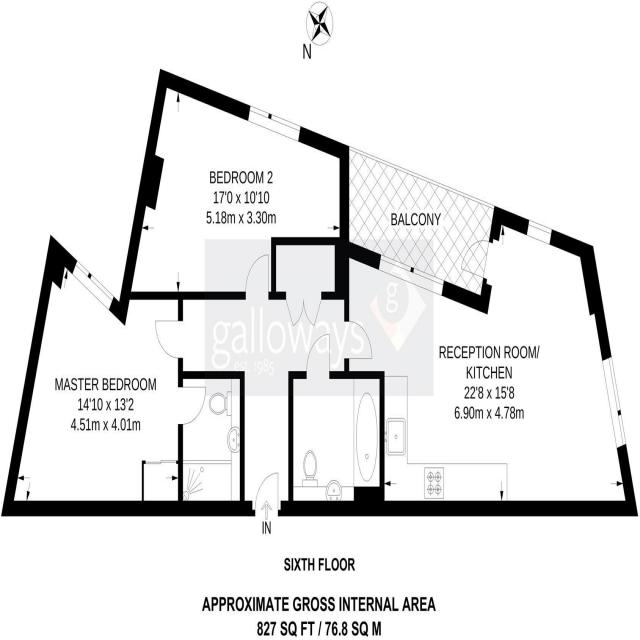 N
BEDROOM 2
17'0 x 10'10
5.18m x 3.30m
BALCONY
g
galloways
est. 1985
RECEPTION ROOM/
KITCHEN
22'8 x 15'8
6.90m x 4.78m
MASTER BEDROOM
14'10 x 13'2
4.51m x 4.01m
IN
SIXTH FLOOR
APPROXIMATE GROSS INTERNAL AREA
827 SQ FT / 76.8 SQ M